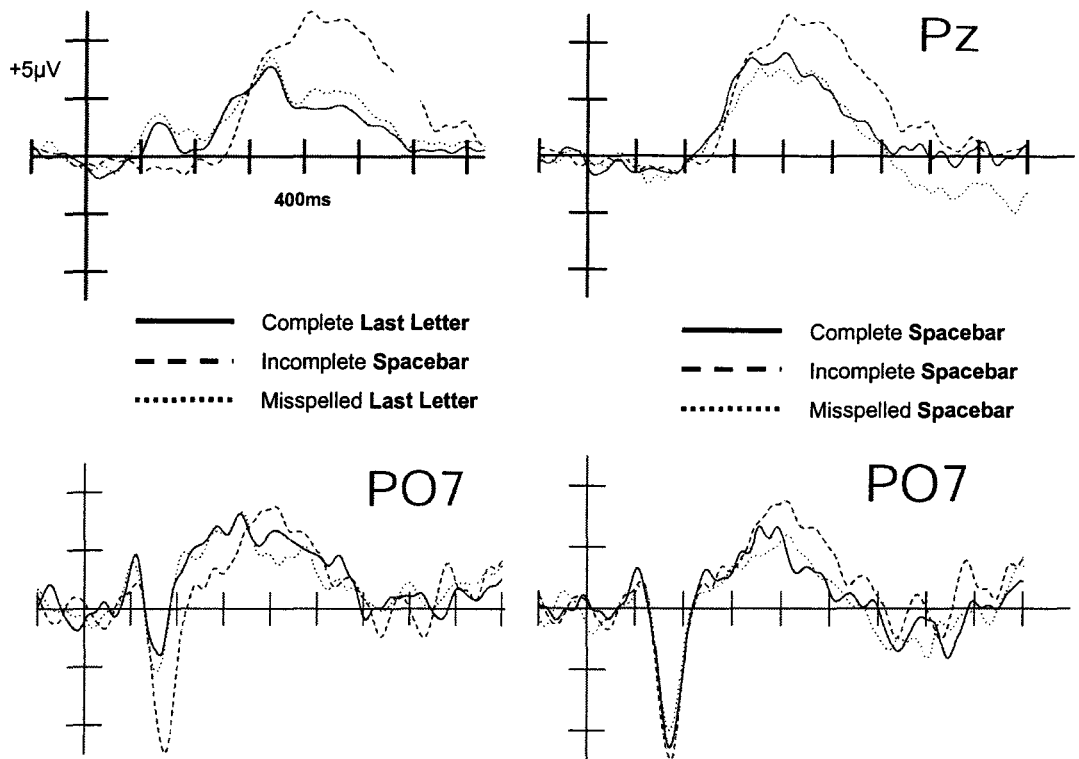 Pz
+5µV
400ms
Complete Last Letter
Incomplete Spacebar
Misspelled Last Letter
Complete Spacebar
Incomplete Spacebar
Misspelled Spacebar
PO7
PO7